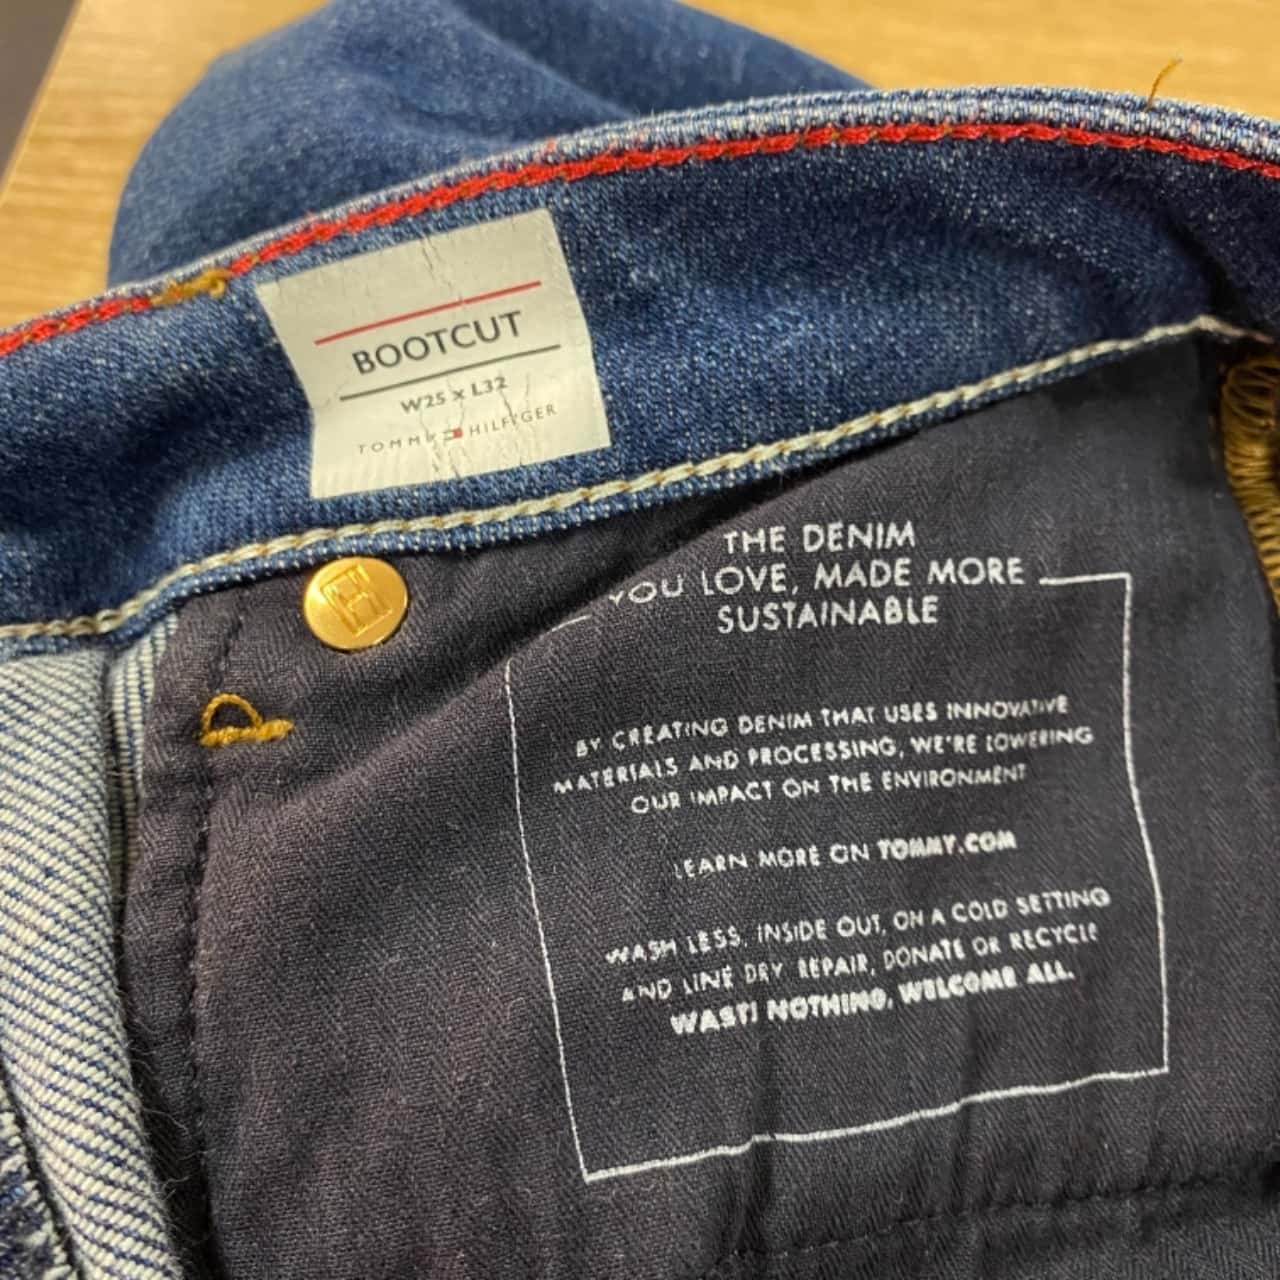 BOOTCUT
W25 x L32
TOMMY HILFIGER
H
THE DENIM
YOU LOVE, MADE MORE
SUSTAINABLE
BY CREATING DENIM THAT USES INNOVATIVE
MATERIALS AND PROCESSING, WE'RE LOWERING
OUR IMPACT ON THE ENVIRONMENT
LEARN MORE ON TOMMY.COM
WASH LESS, INSIDE OUT, ON A COLD SETTING
AND LINE DRY. REPAIR, DONATE OR RECYCLE
WASTE NOTHING, WELCOME ALL.